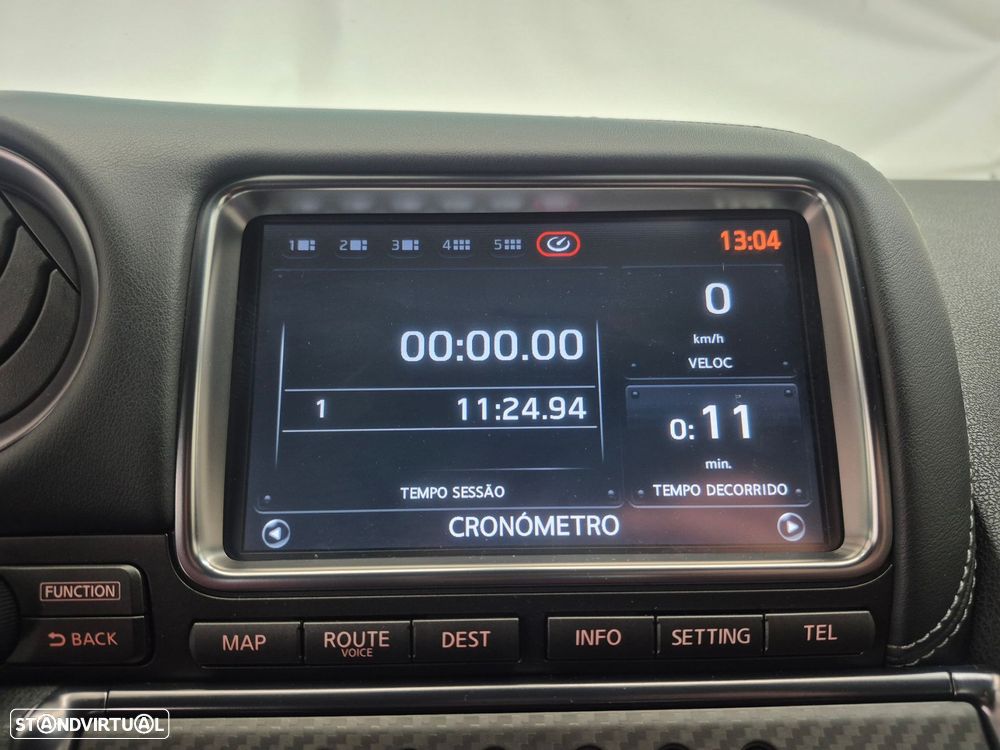 1 2 3 4 5
13:04
0
km/h
VELOC
00:00.00
1 11:24.94
TEMPO SESSÃO
0:11
min.
TEMPO DECORRIDO
CRONÓMETRO
FUNCTION
BACK
MAP
ROUTE
VOICE
DEST
INFO
SETTING
TEL
STANDVIRTUAL